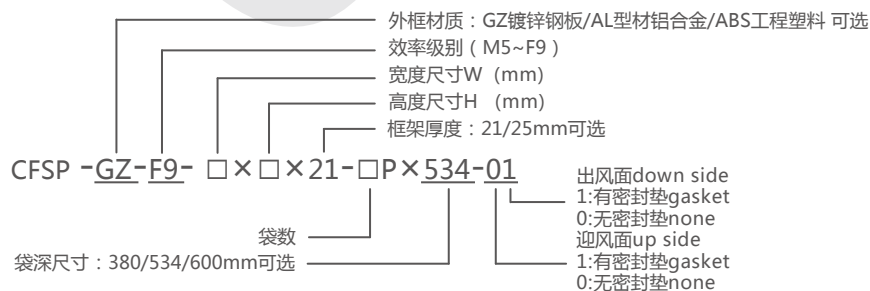 外框材质：GZ镀锌钢板/AL型材铝合金/ABS工程塑料 可选
效率级别（M5~F9）
宽度尺寸W (mm)
高度尺寸H (mm)
框架厚度：21/25mm可选
CFSP -GZ-F9- □×□×21-□P×534-01
出风面down side
1:有密封垫gasket
0:无密封垫none
袋数
迎风面up side
袋深尺寸：380/534/600mm可选
1:有密封垫gasket
0:无密封垫none